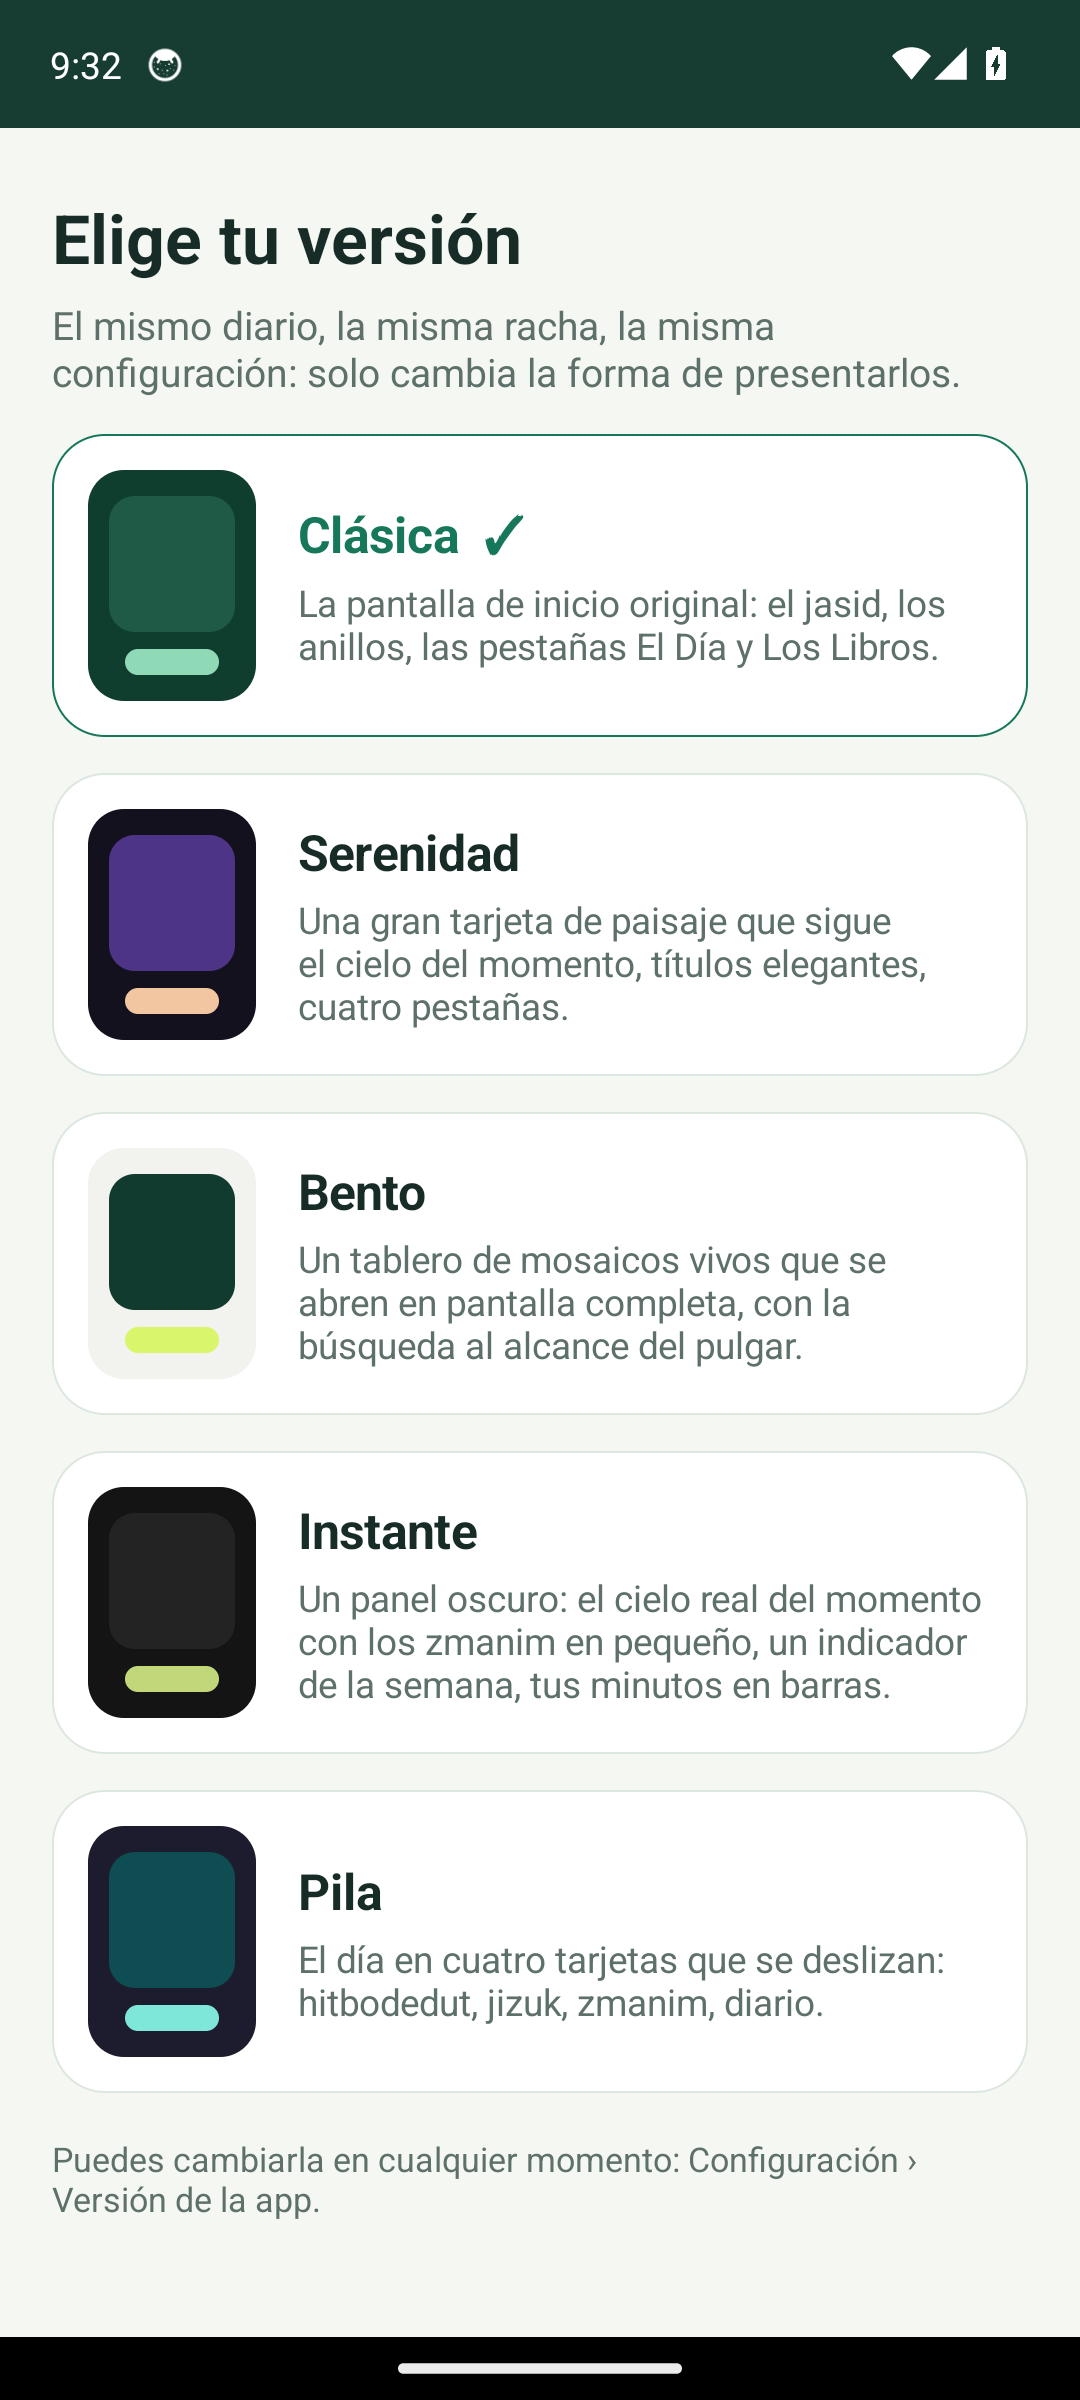 9:32
Elige tu versión
El mismo diario, la misma racha, la misma
configuración: solo cambia la forma de presentarlos.
Clásica ✓
La pantalla de inicio original: el jasid, los
anillos, las pestañas El Día y Los Libros.
Serenidad
Una gran tarjeta de paisaje que sigue
el cielo del momento, títulos elegantes,
cuatro pestañas.
Bento
Un tablero de mosaicos vivos que se
abren en pantalla completa, con la
búsqueda al alcance del pulgar.
Instante
Un panel oscuro: el cielo real del momento
con los zmanim en pequeño, un indicador
de la semana, tus minutos en barras.
Pila
El día en cuatro tarjetas que se deslizan:
hitbodedut, jizuk, zmanim, diario.
Puedes cambiarla en cualquier momento: Configuración ›
Versión de la app.